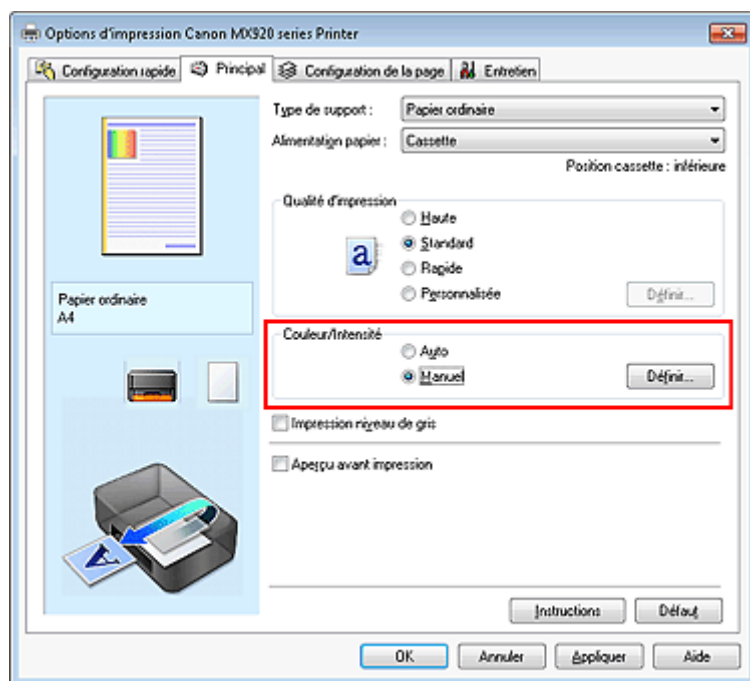 Options d'impression Canon MX920 series Printer
Configuration rapide Principal Configuration de la page Entretien
Type de support : Papier ordinaire
Alimentation papier : Cassette
Position cassette : inférieure
Qualité d'impression
Haute
a Standard
Rapide
Personnalisée Définir...
Papier ordinaire
A4
Couleur/Intensité
Auto
Manuel Définir...
Impression niveau de gris
Aperçu avant impression
A
Instructions Défaut
OK Annuler Appliquer Aide